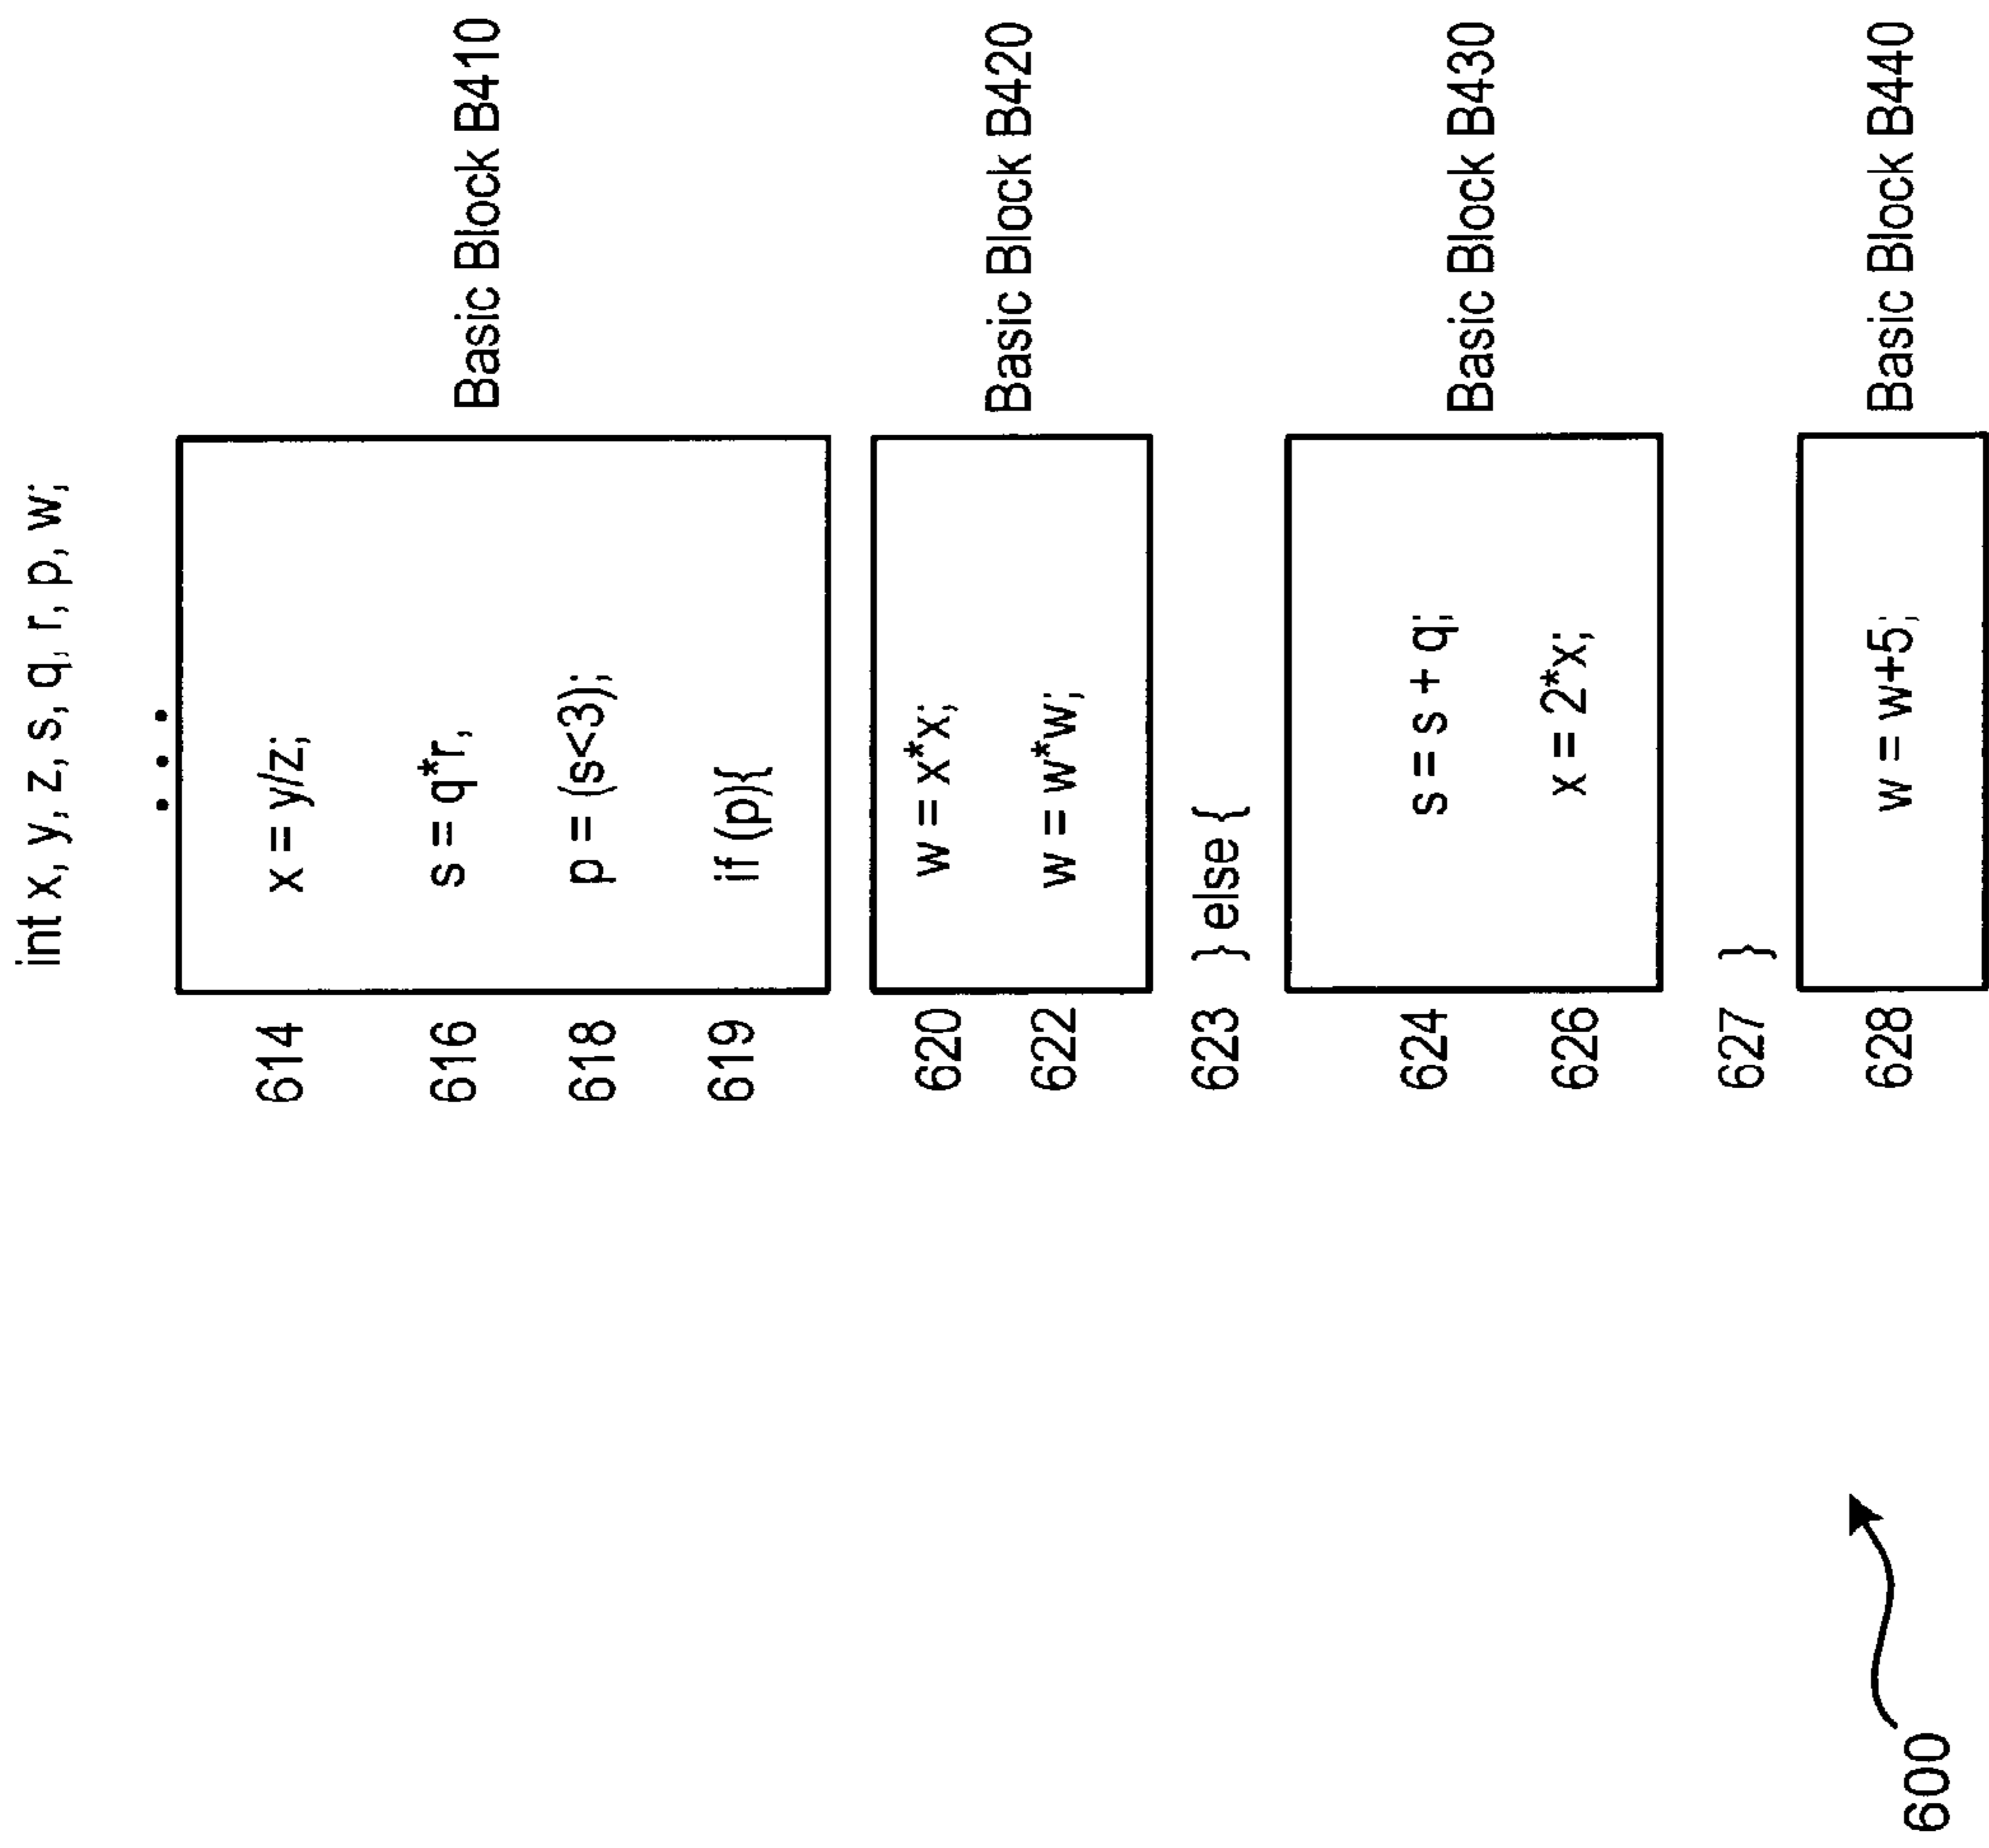 int x, y, z, s, q, r, p, w;
• • •
614 x = y/z;
616 s = q*r;
618 p = (s<3);
619 if (p){
Basic Block B410
620 w = x*x;
622 w = w*w;
Basic Block B420
623 } else {
624 s = s + q;
626 x = 2*x;
Basic Block B430
627 }
628 w = w+5;
Basic Block B440
600